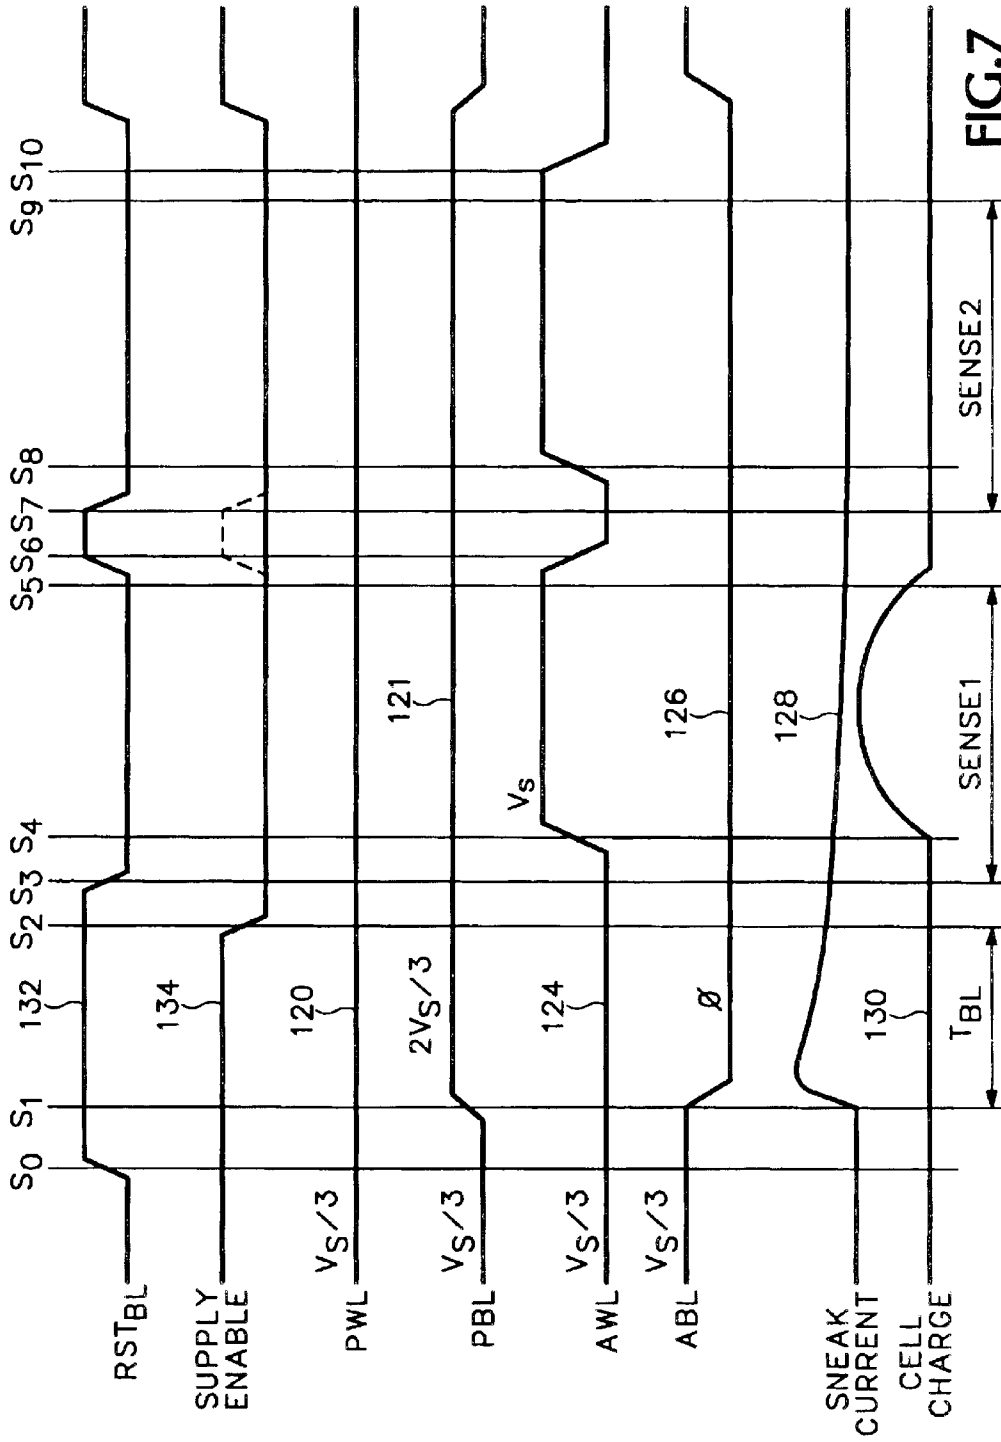 S0 S1 S2 S3 S4 S5 S6 S7 S8 S9 S10
RSTBL
132
SUPPLY
ENABLE
134
PWL
VS/3
120
PBL
VS/3
2VS/3
121
AWL
VS/3
124
VS
ABL
VS/3
Ø
126
SNEAK
CURRENT
128
CELL
CHARGE
130
TBL
SENSE1
SENSE2
FIG.7